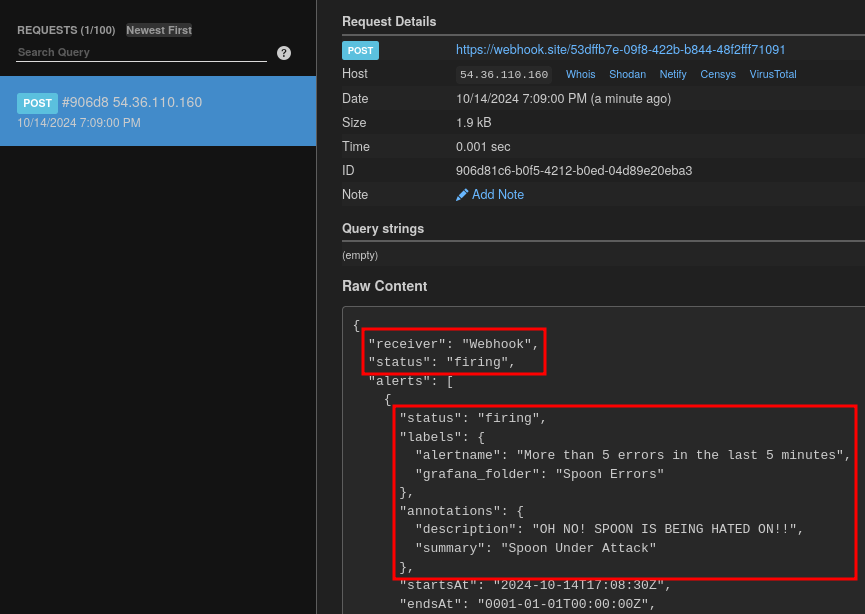 REQUESTS (1/100) Newest First
Search Query ?
POST #906d8 54.36.110.160
10/14/2024 7:09:00 PM
Request Details
POST https://webhook.site/53dffb7e-09f8-422b-b844-48f2fff71091
Host 54.36.110.160 Whois Shodan Netify Censys VirusTotal
Date 10/14/2024 7:09:00 PM (a minute ago)
Size 1.9 kB
Time 0.001 sec
ID 906d81c6-b0f5-4212-b0ed-04d89e20eba3
Note Add Note
Query strings
(empty)
Raw Content
{
"receiver": "Webhook",
"status": "firing",
"alerts": [
{
"status": "firing",
"labels": {
"alertname": "More than 5 errors in the last 5 minutes",
"grafana_folder": "Spoon Errors"
},
"annotations": {
"description": "OH NO! SPOON IS BEING HATED ON!!",
"summary": "Spoon Under Attack"
},
"startsAt": "2024-10-14T17:08:30Z",
"endsAt": "0001-01-01T00:00:00Z",